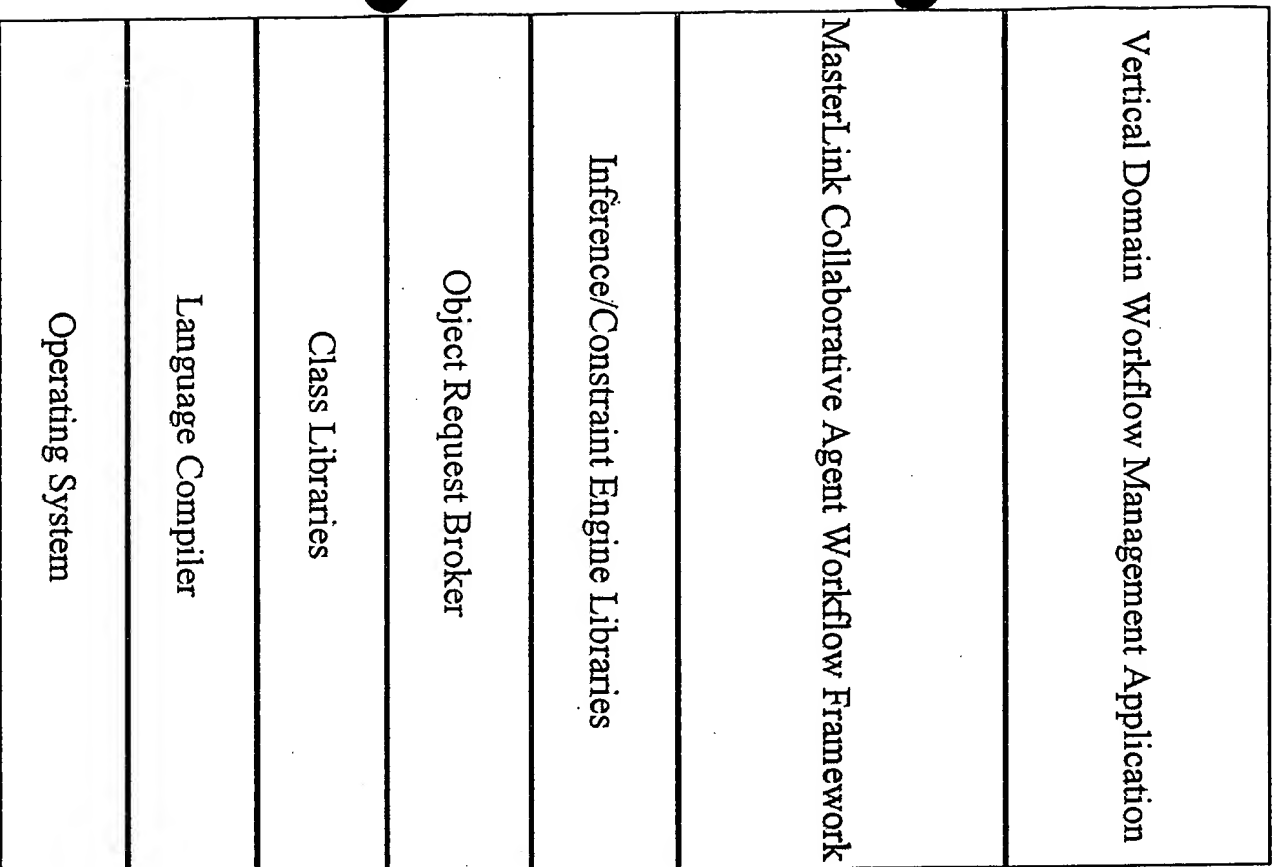 Vertical Domain Workflow Management Application
MasterLink Collaborative Agent Workflow Framework
Inference/Constraint Engine Libraries
Object Request Broker
Class Libraries
Language Compiler
Operating System